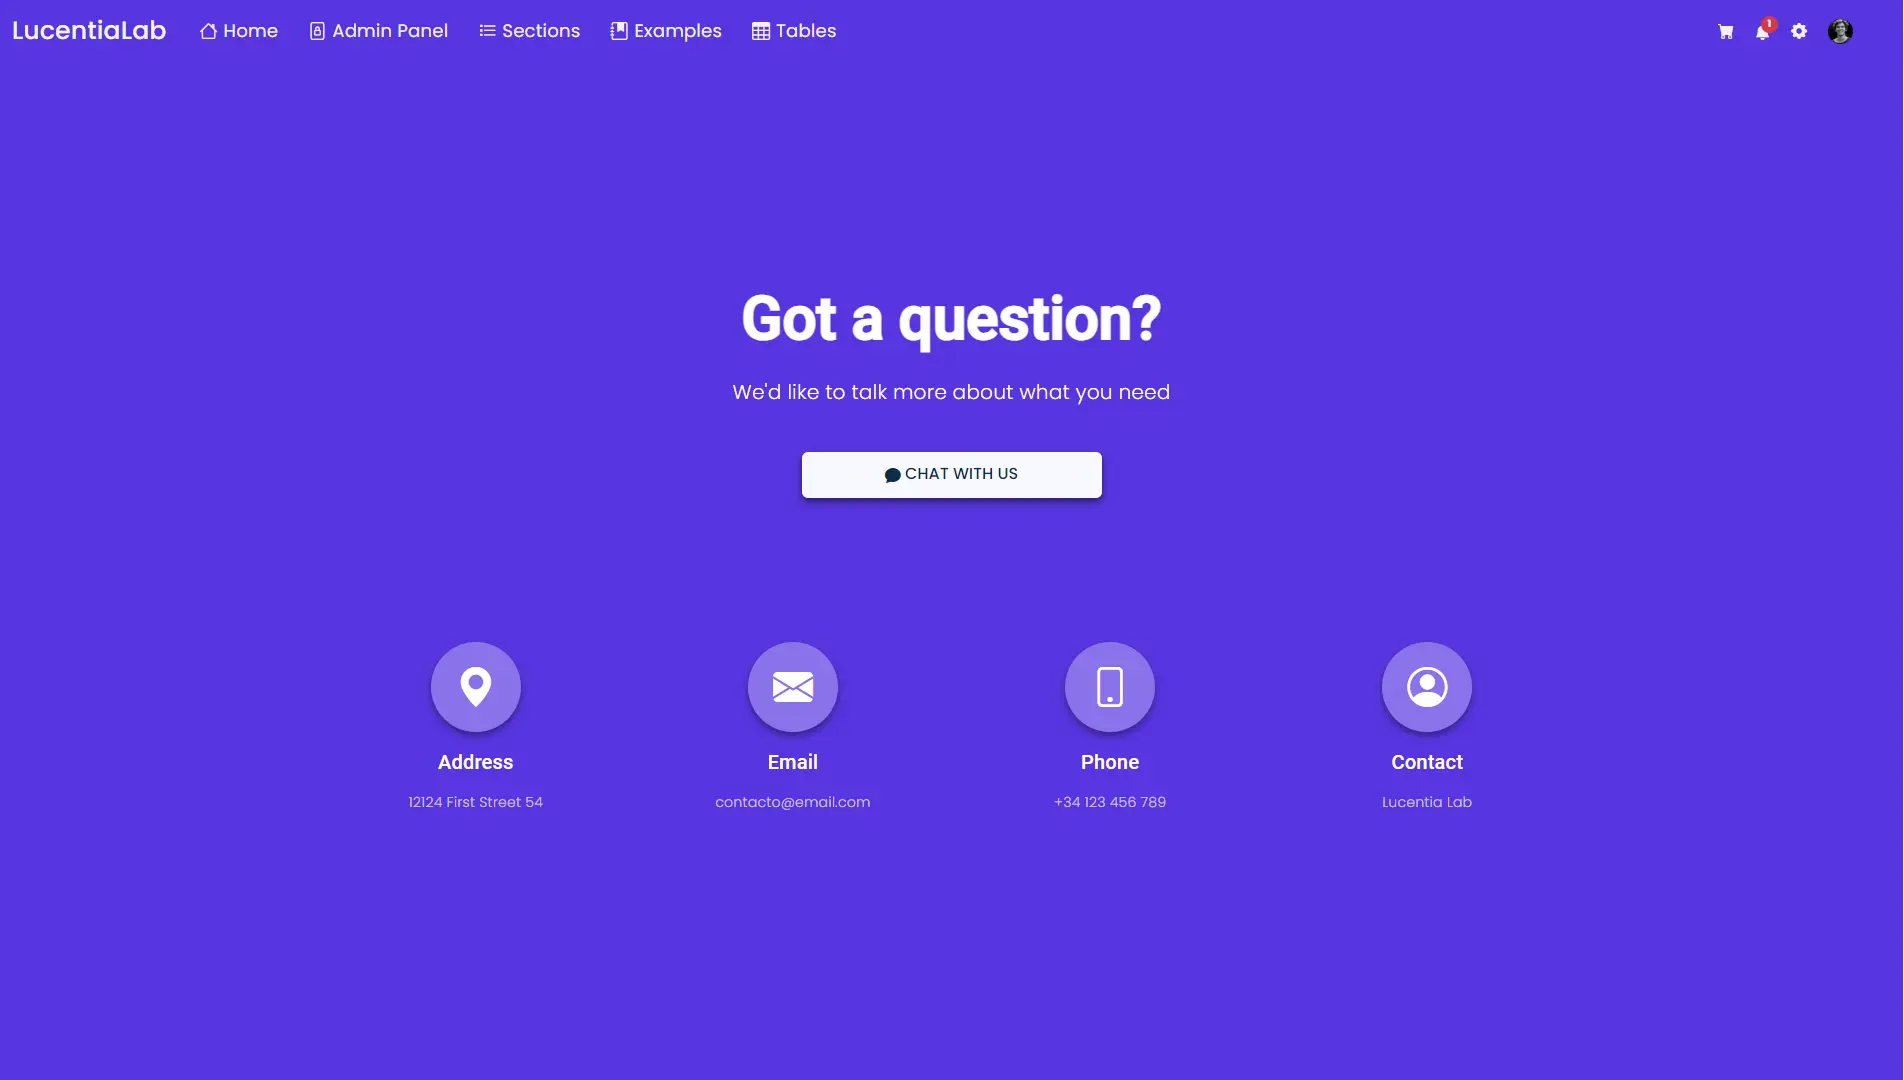 LucentiaLab Home Admin Panel Sections Examples Tables 1
Got a question?
We'd like to talk more about what you need
CHAT WITH US
Address Email Phone Contact
12124 First Street 54 contacto@email.com +34 123 456 789 Lucentia Lab